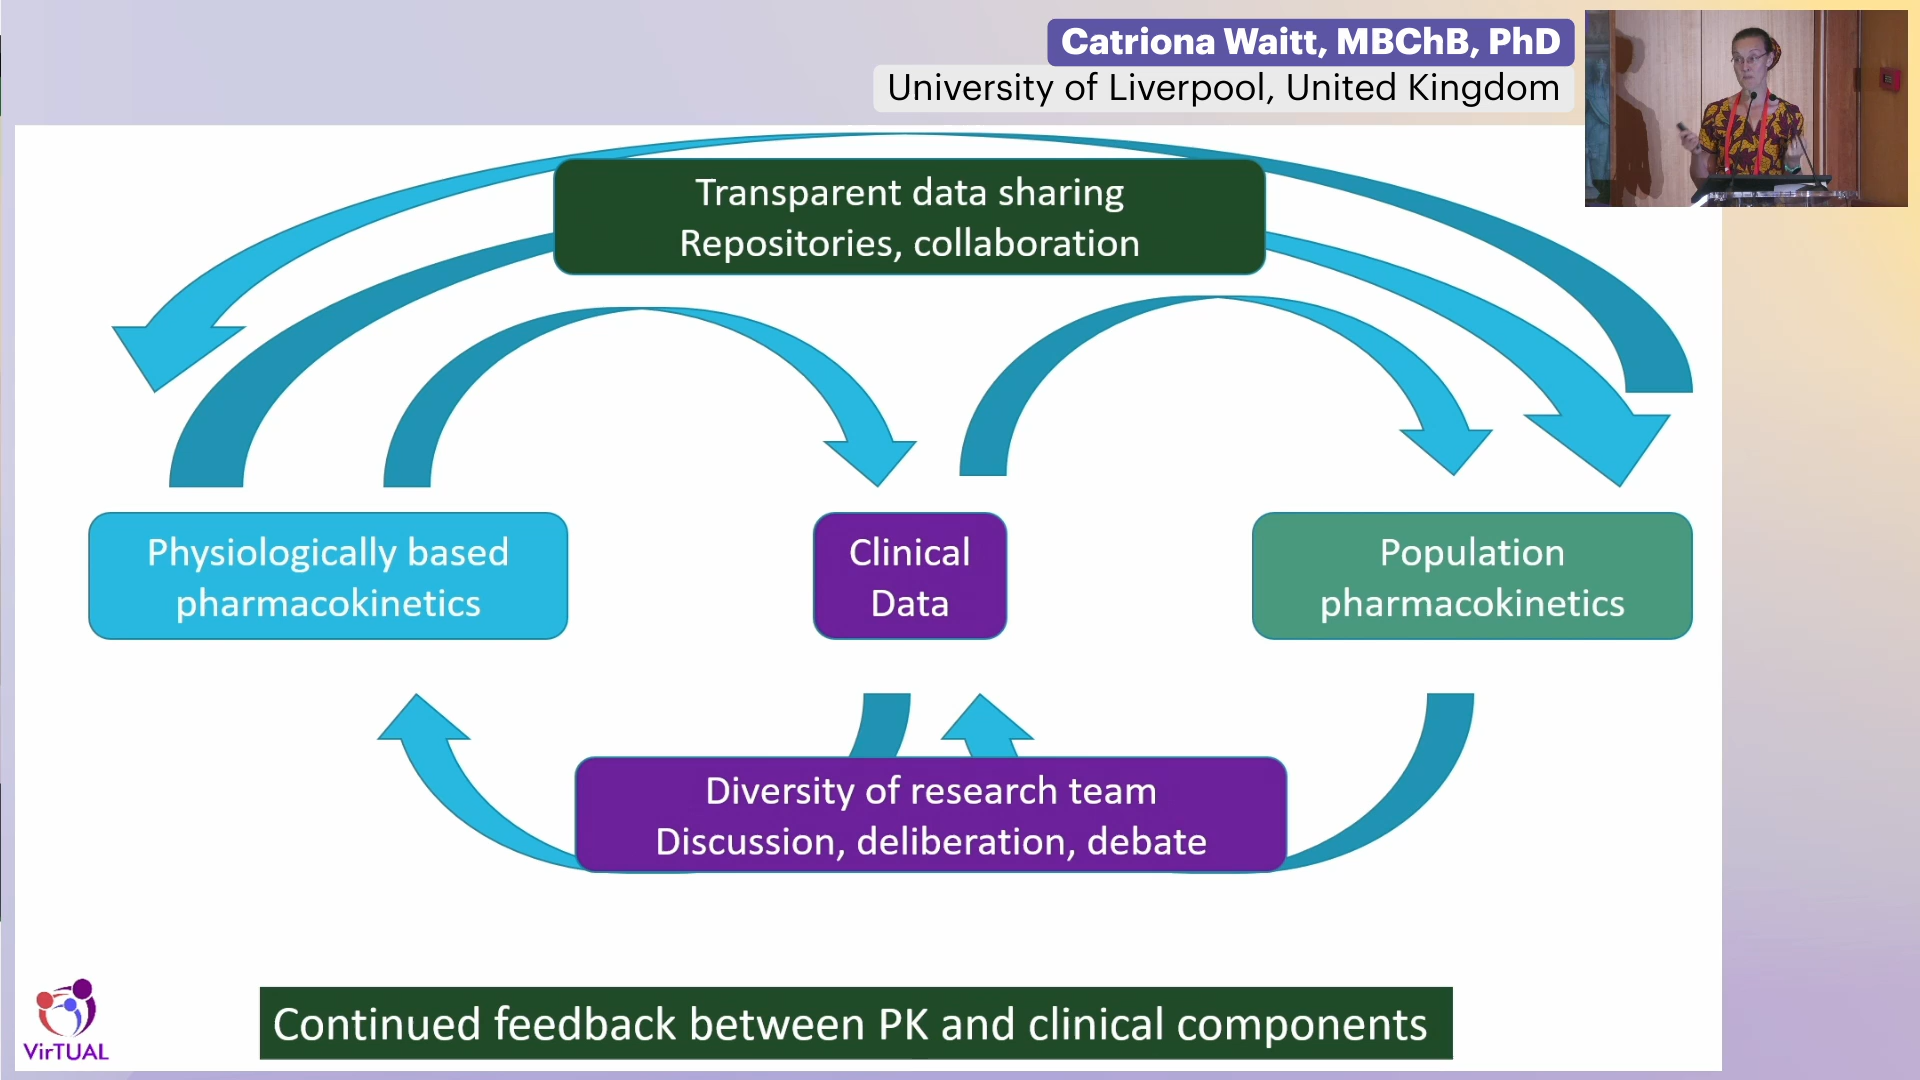 Catriona Waitt, MBChB, PhD
University of Liverpool, United Kingdom
Transparent data sharing
Repositories, collaboration
Physiologically based
pharmacokinetics
Clinical
Data
Population
pharmacokinetics
Diversity of research team
Discussion, deliberation, debate
Continued feedback between PK and clinical components
VirTUAL